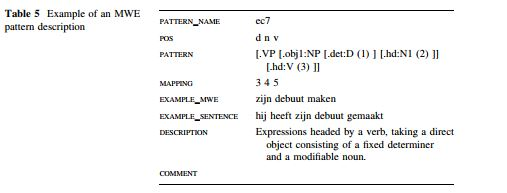 Table 5 Example of an MWE
pattern description
PATTERN_NAME ec7
POS d n v
PATTERN [.VP [.obj1:NP [.det:D (1) ] [.hd:N1 (2) ]]
[.hd:V (3) ]]
MAPPING 3 4 5
EXAMPLE_MWE zijn debuut maken
EXAMPLE_SENTENCE hij heeft zijn debuut gemaakt
DESCRIPTION Expressions headed by a verb, taking a direct
object consisting of a fixed determiner
and a modifiable noun.
COMMENT